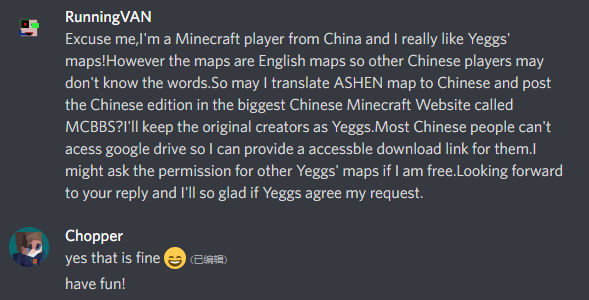 RunningVAN
Excuse me,I'm a Minecraft player from China and I really like Yeggs'
maps!However the maps are English maps so other Chinese players may
don't know the words.So may I translate ASHEN map to Chinese and post
the Chinese edition in the biggest Chinese Minecraft Website called
MCBBS?I'll keep the original creators as Yeggs.Most Chinese people can't
acess google drive so I can provide a accessble download link for them.I
might ask the permission for other Yeggs' maps if I am free.Looking forward
to your reply and I'll so glad if Yeggs agree my request.
Chopper
yes that is fine 😄 (已编辑)
have fun!